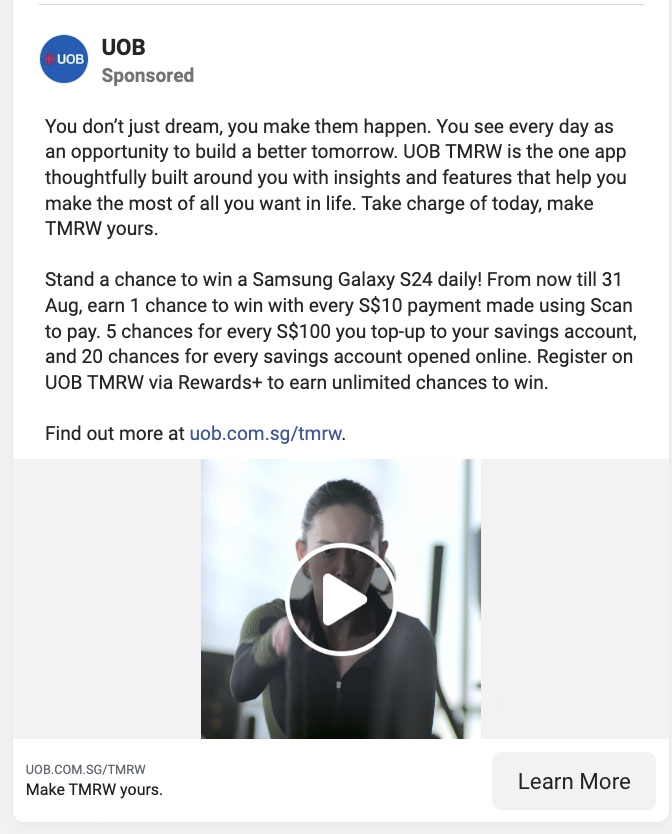 UOB
UOB
Sponsored
You don’t just dream, you make them happen. You see every day as
an opportunity to build a better tomorrow. UOB TMRW is the one app
thoughtfully built around you with insights and features that help you
make the most of all you want in life. Take charge of today, make
TMRW yours.
Stand a chance to win a Samsung Galaxy S24 daily! From now till 31
Aug, earn 1 chance to win with every S$10 payment made using Scan
to pay. 5 chances for every S$100 you top-up to your savings account,
and 20 chances for every savings account opened online. Register on
UOB TMRW via Rewards+ to earn unlimited chances to win.
Find out more at uob.com.sg/tmrw.
UOB.COM.SG/TMRW
Make TMRW yours.
Learn More